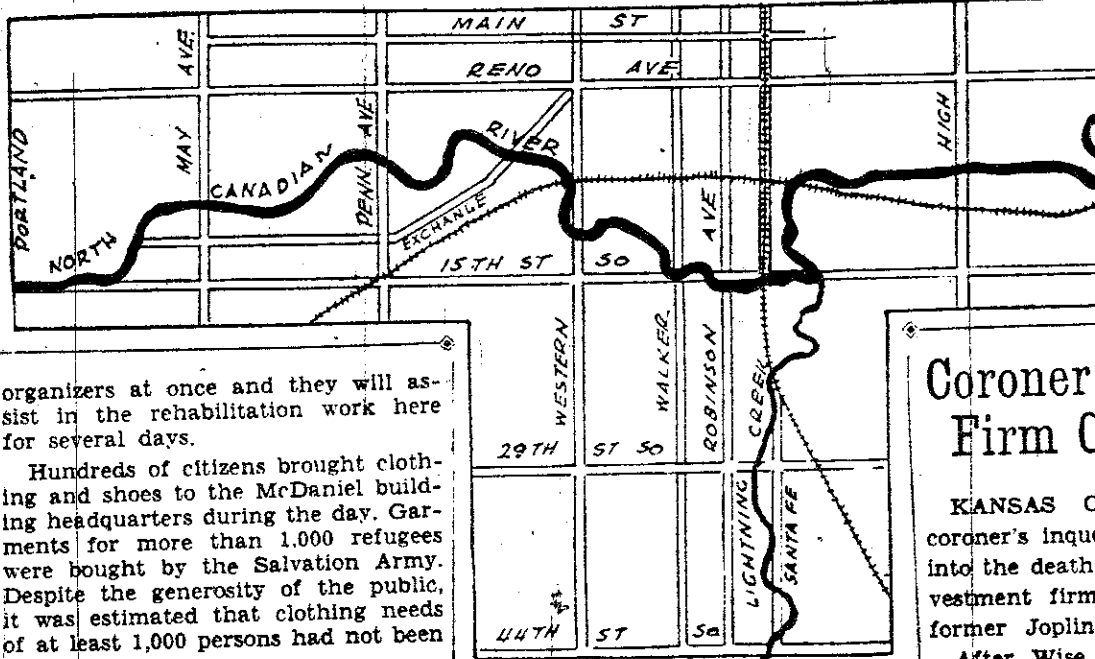 MAIN ST
RENO AVE
PORTLAND
MAY AVE.
PENN AVE
HIGH
NORTH CANADIAN RIVER
EXCHANGE
AVE
15TH ST SO
WESTERN
WALKER
ROBINSON
LIGHTNING CREEK
SANTA FE
29TH ST SO
44TH ST SO
organizers at once and they will as-
sist in the rehabilitation work here
for several days.
Hundreds of citizens brought cloth-
ing and shoes to the McDaniel build-
ing headquarters during the day. Gar-
ments for more than 1,000 refugees
were bought by the Salvation Army.
Despite the generosity of the public,
it was estimated that clothing needs
of at least 1,000 persons had not been
Coroner
Firm C
KANSAS C
coroner's inque
into the death
vestment firm
former Joplin
After Wise